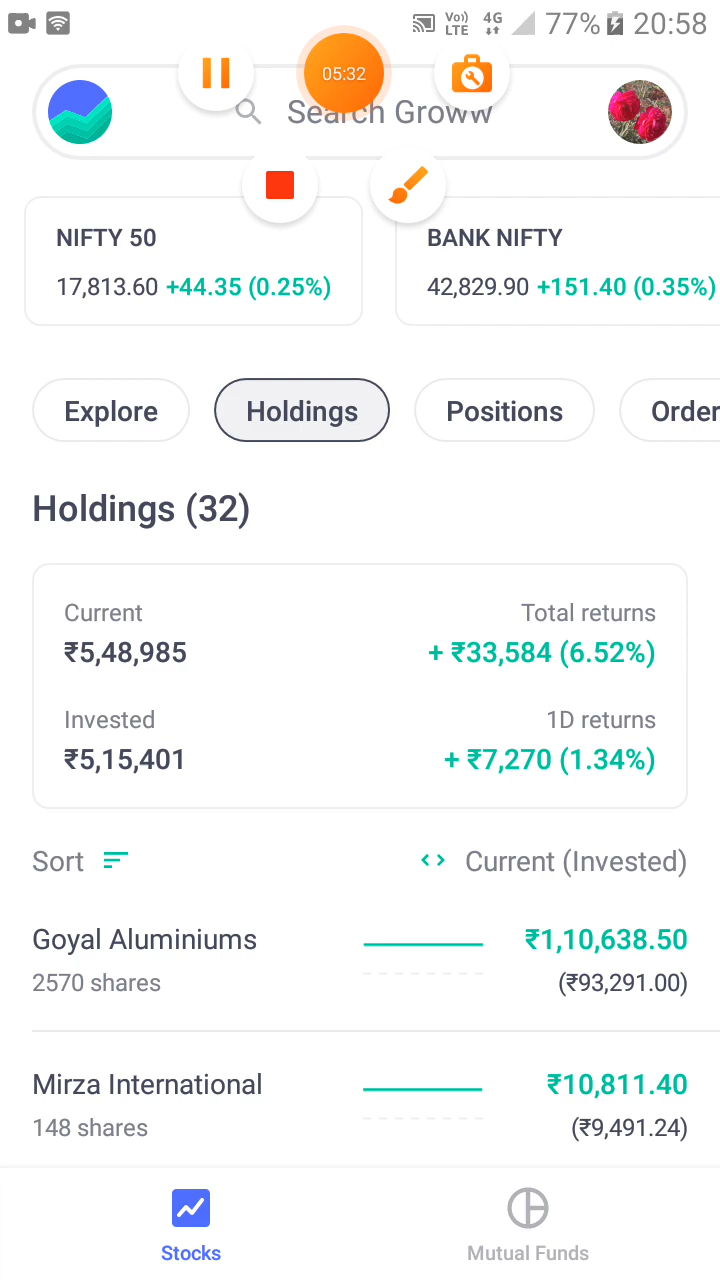 Vo)) LTE 4G 77% 20:58
05:32
Search Groww
NIFTY 50
17,813.60 +44.35 (0.25%)
BANK NIFTY
42,829.90 +151.40 (0.35%)
Explore Holdings Positions Order
Holdings (32)
Current Total returns
₹5,48,985 + ₹33,584 (6.52%)
Invested 1D returns
₹5,15,401 + ₹7,270 (1.34%)
Sort <> Current (Invested)
Goyal Aluminiums ₹1,10,638.50
2570 shares (₹93,291.00)
Mirza International ₹10,811.40
148 shares (₹9,491.24)
Stocks Mutual Funds